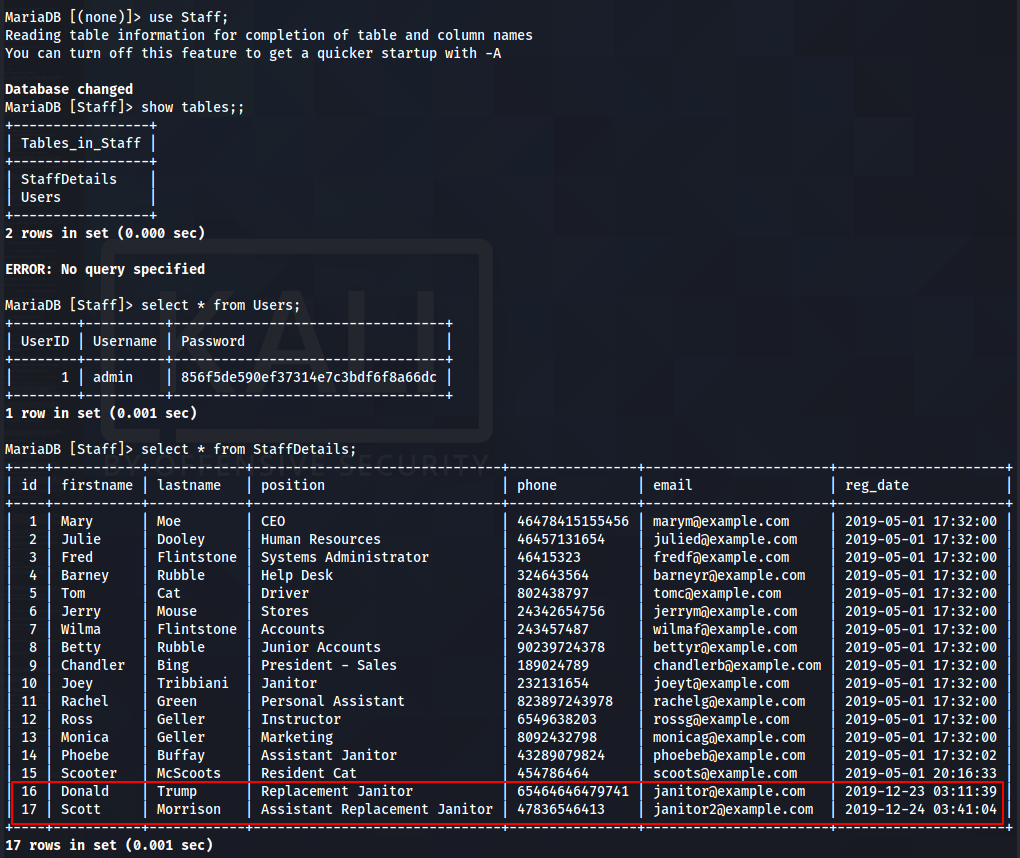 MariaDB [(none)]> use Staff;
Reading table information for completion of table and column names
You can turn off this feature to get a quicker startup with -A
Database changed
MariaDB [Staff]> show tables;;
+-----------------+
| Tables_in_Staff |
+-----------------+
| StaffDetails    |
| Users           |
+-----------------+
2 rows in set (0.000 sec)
ERROR: No query specified
MariaDB [Staff]> select * from Users;
+--------+----------+----------------------------------+
| UserID | Username | Password                         |
+--------+----------+----------------------------------+
|      1 | admin    | 856f5de590ef37314e7c3bdf6f8a66dc |
+--------+----------+----------------------------------+
1 row in set (0.001 sec)
KALI
MariaDB [Staff]> select * from StaffDetails;
BY OFFENSIVE SECURITY
+----+-----------+------------+-------------------------------+----------------+-----------------------+---------------------+
| id | firstname | lastname   | position                      | phone          | email                 | reg_date            |
+----+-----------+------------+-------------------------------+----------------+-----------------------+---------------------+
|  1 | Mary      | Moe        | CEO                           | 46478415155456 | marym@example.com     | 2019-05-01 17:32:00 |
|  2 | Julie     | Dooley     | Human Resources               | 46457131654    | julied@example.com    | 2019-05-01 17:32:00 |
|  3 | Fred      | Flintstone | Systems Administrator         | 46415323       | fredf@example.com     | 2019-05-01 17:32:00 |
|  4 | Barney    | Rubble     | Help Desk                     | 324643564      | barneyr@example.com   | 2019-05-01 17:32:00 |
|  5 | Tom       | Cat        | Driver                        | 802438797      | tomc@example.com      | 2019-05-01 17:32:00 |
|  6 | Jerry     | Mouse      | Stores                        | 24342654756    | jerrym@example.com    | 2019-05-01 17:32:00 |
|  7 | Wilma     | Flintstone | Accounts                      | 243457487      | wilmaf@example.com    | 2019-05-01 17:32:00 |
|  8 | Betty     | Rubble     | Junior Accounts               | 90239724378    | bettyr@example.com    | 2019-05-01 17:32:00 |
|  9 | Chandler  | Bing       | President - Sales             | 189024789      | chandlerb@example.com | 2019-05-01 17:32:00 |
| 10 | Joey      | Tribbiani  | Janitor                       | 232131654      | joeyt@example.com     | 2019-05-01 17:32:00 |
| 11 | Rachel    | Green      | Personal Assistant            | 823897243978   | rachelg@example.com   | 2019-05-01 17:32:00 |
| 12 | Ross      | Geller     | Instructor                    | 6549638203     | rossg@example.com     | 2019-05-01 17:32:00 |
| 13 | Monica    | Geller     | Marketing                     | 8092432798     | monicag@example.com   | 2019-05-01 17:32:00 |
| 14 | Phoebe    | Buffay     | Assistant Janitor             | 43289079824    | phoebeb@example.com   | 2019-05-01 17:32:02 |
| 15 | Scooter   | McScoots   | Resident Cat                  | 454786464      | scoots@example.com    | 2019-05-01 20:16:33 |
| 16 | Donald    | Trump      | Replacement Janitor           | 65464646479741 | janitor@example.com   | 2019-12-23 03:11:39 |
| 17 | Scott     | Morrison   | Assistant Replacement Janitor | 47836546413    | janitor2@example.com  | 2019-12-24 03:41:04 |
+----+-----------+------------+-------------------------------+----------------+-----------------------+---------------------+
17 rows in set (0.001 sec)